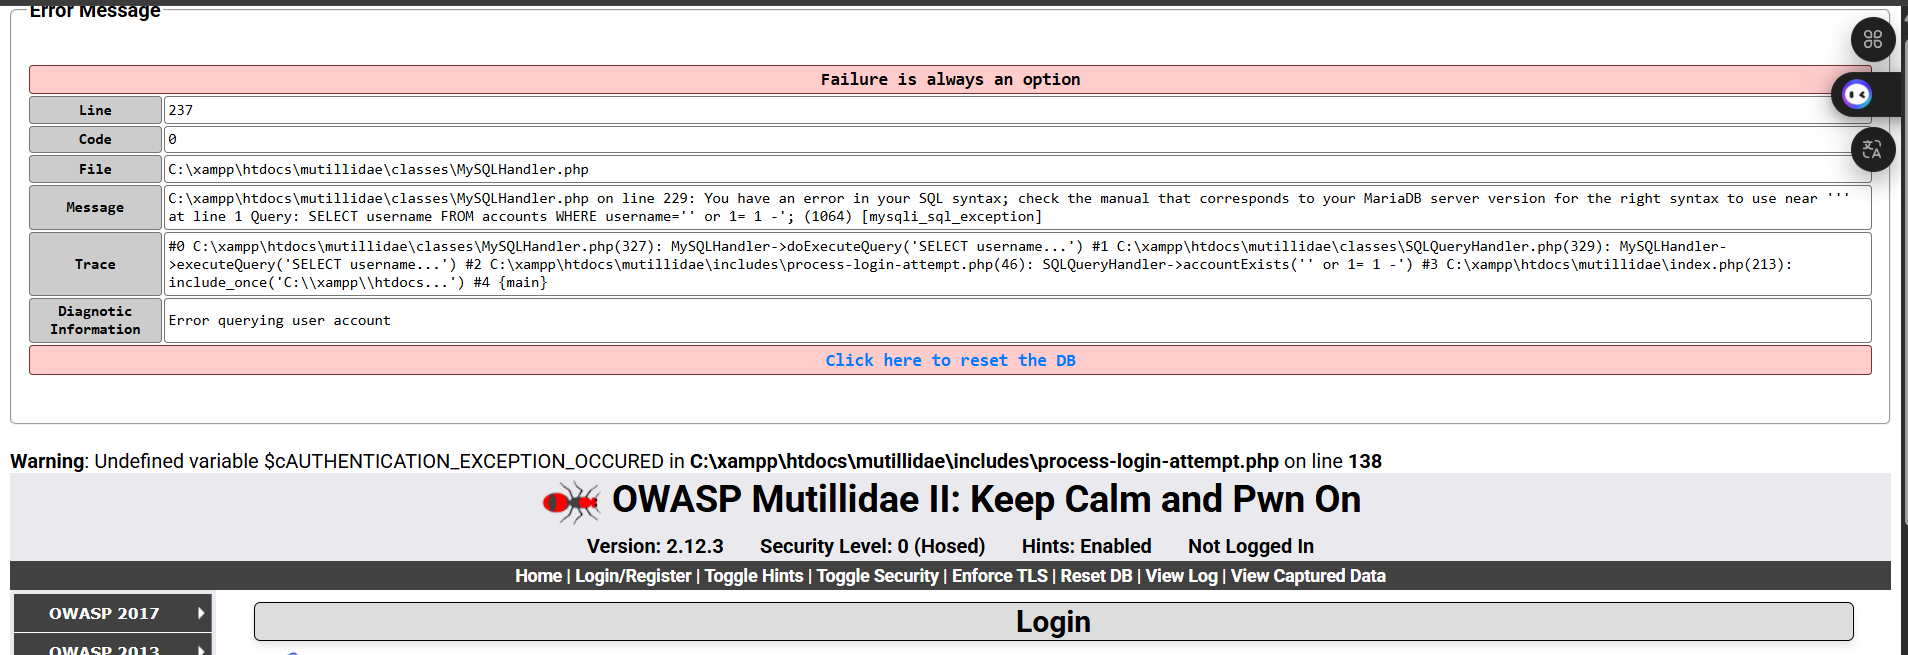 Error Message
Failure is always an option
Line 237
Code 0
File C:\xampp\htdocs\mutillidae\classes\MySQLHandler.php
Message C:\xampp\htdocs\mutillidae\classes\MySQLHandler.php on line 229: You have an error in your SQL syntax; check the manual that corresponds to your MariaDB server version for the right syntax to use near '''
at line 1 Query: SELECT username FROM accounts WHERE username='' or 1= 1 -'; (1064) [mysqli_sql_exception]
Trace #0 C:\xampp\htdocs\mutillidae\classes\MySQLHandler.php(327): MySQLHandler->doExecuteQuery('SELECT username...') #1 C:\xampp\htdocs\mutillidae\classes\SQLQueryHandler.php(329): MySQLHandler-
>executeQuery('SELECT username...') #2 C:\xampp\htdocs\mutillidae\includes\process-login-attempt.php(46): SQLQueryHandler->accountExists('' or 1= 1 -') #3 C:\xampp\htdocs\mutillidae\index.php(213):
include_once('C:\\xampp\\htdocs...') #4 {main}
Diagnostic
Information
Error querying user account
Click here to reset the DB
Warning: Undefined variable $cAUTHENTICATION_EXCEPTION_OCCURED in C:\xampp\htdocs\mutillidae\includes\process-login-attempt.php on line 138
OWASP Mutillidae II: Keep Calm and Pwn On
Version: 2.12.3 Security Level: 0 (Hosed) Hints: Enabled Not Logged In
Home | Login/Register | Toggle Hints | Toggle Security | Enforce TLS | Reset DB | View Log | View Captured Data
OWASP 2017
Login
OWASP 2013